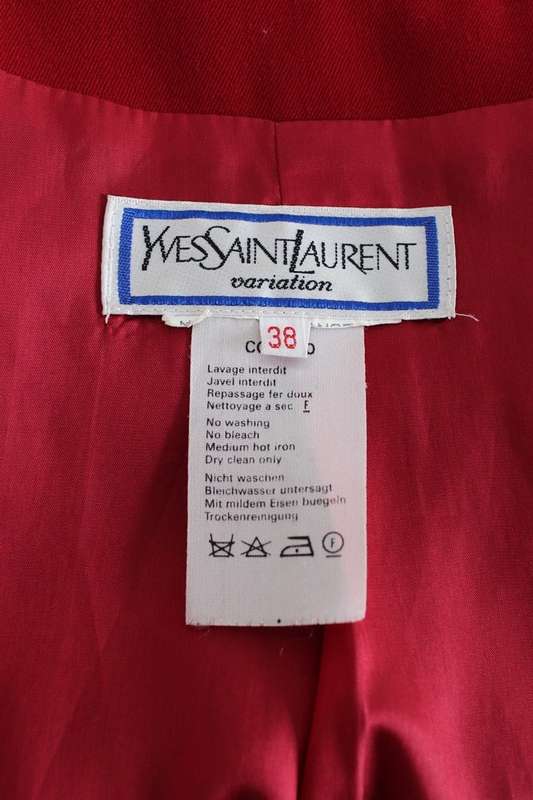 YVESSAINTLAURENT
variation
38
Lavage interdit
Javel interdit
Repassage fer doux
Nettoyage a sec F
No washing
No bleach
Medium hot iron
Dry clean only
Nicht waschen
Bleichwasser untersagt
Mit mildem Eisen buegeln
Trockenreinigung
F